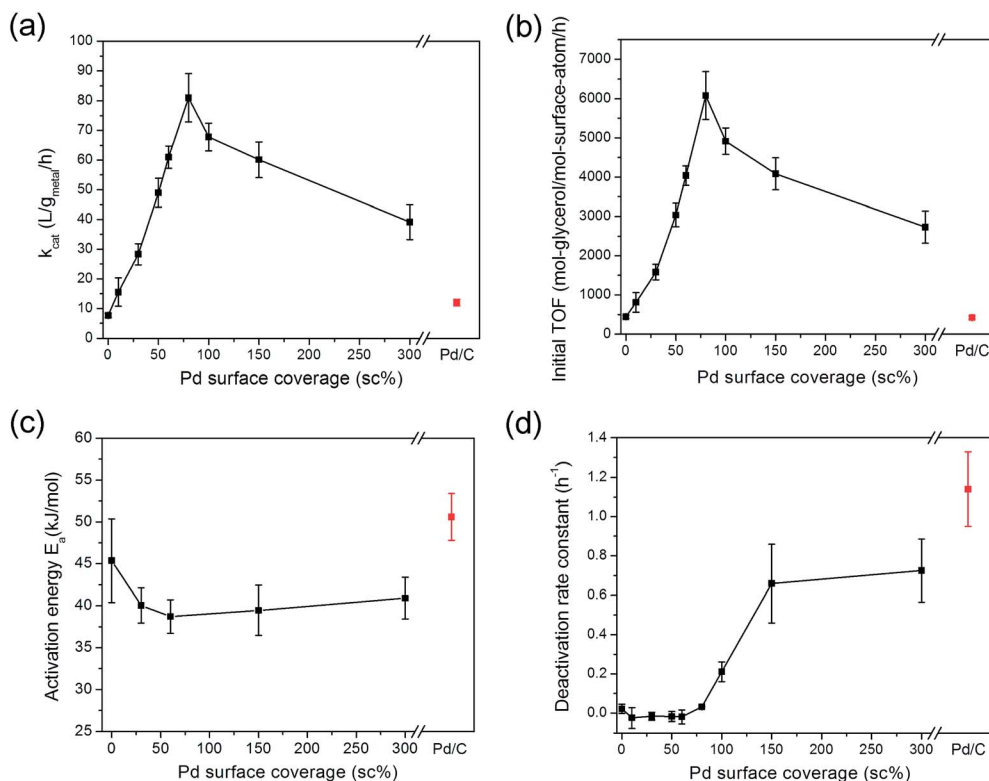 (a)
k_cat (L/g_metal/h)
100
90
80
70
60
50
40
30
20
10
0
0 50 100 150 200 250 300 Pd/C
Pd surface coverage (sc%)
(b)
Initial TOF (mol-glycerol/mol-surface-atom/h)
7000
6000
5000
4000
3000
2000
1000
0
0 50 100 150 200 250 300 Pd/C
Pd surface coverage (sc%)
(c)
Activation energy E_a(kJ/mol)
60
55
50
45
40
35
30
25
0 50 100 150 200 250 300 Pd/C
Pd surface coverage (sc%)
(d)
Deactivation rate constant (h⁻¹)
1.4
1.2
1.0
0.8
0.6
0.4
0.2
0.0
0 50 100 150 200 250 300 Pd/C
Pd surface coverage (sc%)